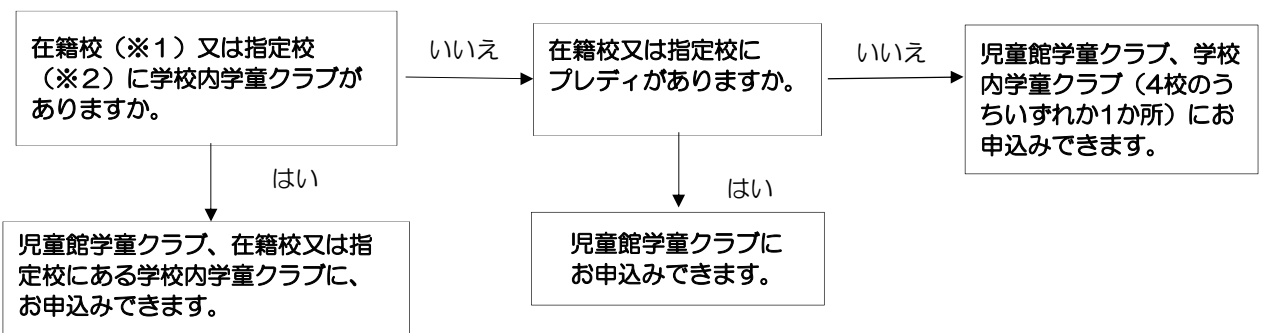 在籍校（※１）又は指定校
（※２）に学校内学童クラブが
ありますか。
いいえ
在籍校又は指定校に
プレディがありますか。
いいえ
児童館学童クラブ、学校
内学童クラブ（4校のう
ちいずれか1か所）にお
申込みできます。
はい
はい
児童館学童クラブ、在籍校又は指
定校にある学校内学童クラブに、
お申込みできます。
児童館学童クラブに
お申込みできます。